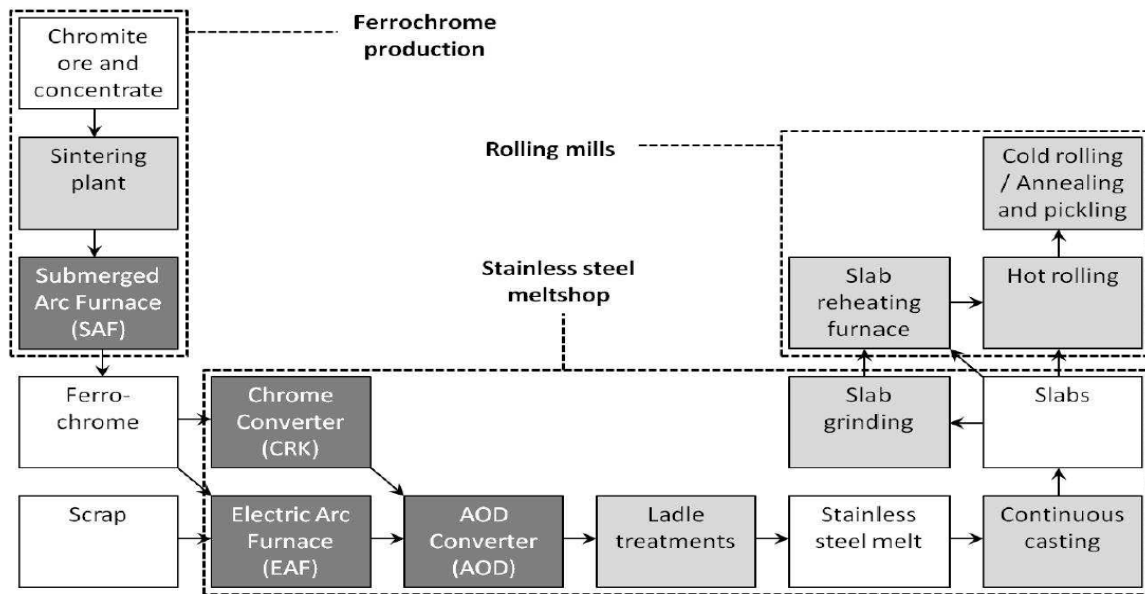 Chromite
ore and
concentrate
Ferrochrome
production
Sintering
plant
Rolling mills
Cold rolling
/ Annealing
and pickling
Submerged
Arc Furnace
(SAF)
Stainless steel
meltshop
Slab
reheating
furnace
Hot rolling
Ferro-
chrome
Chrome
Converter
(CRK)
Slab
grinding
Slabs
Scrap
Electric Arc
Furnace
(EAF)
AOD
Converter
(AOD)
Ladle
treatments
Stainless
steel melt
Continuous
casting